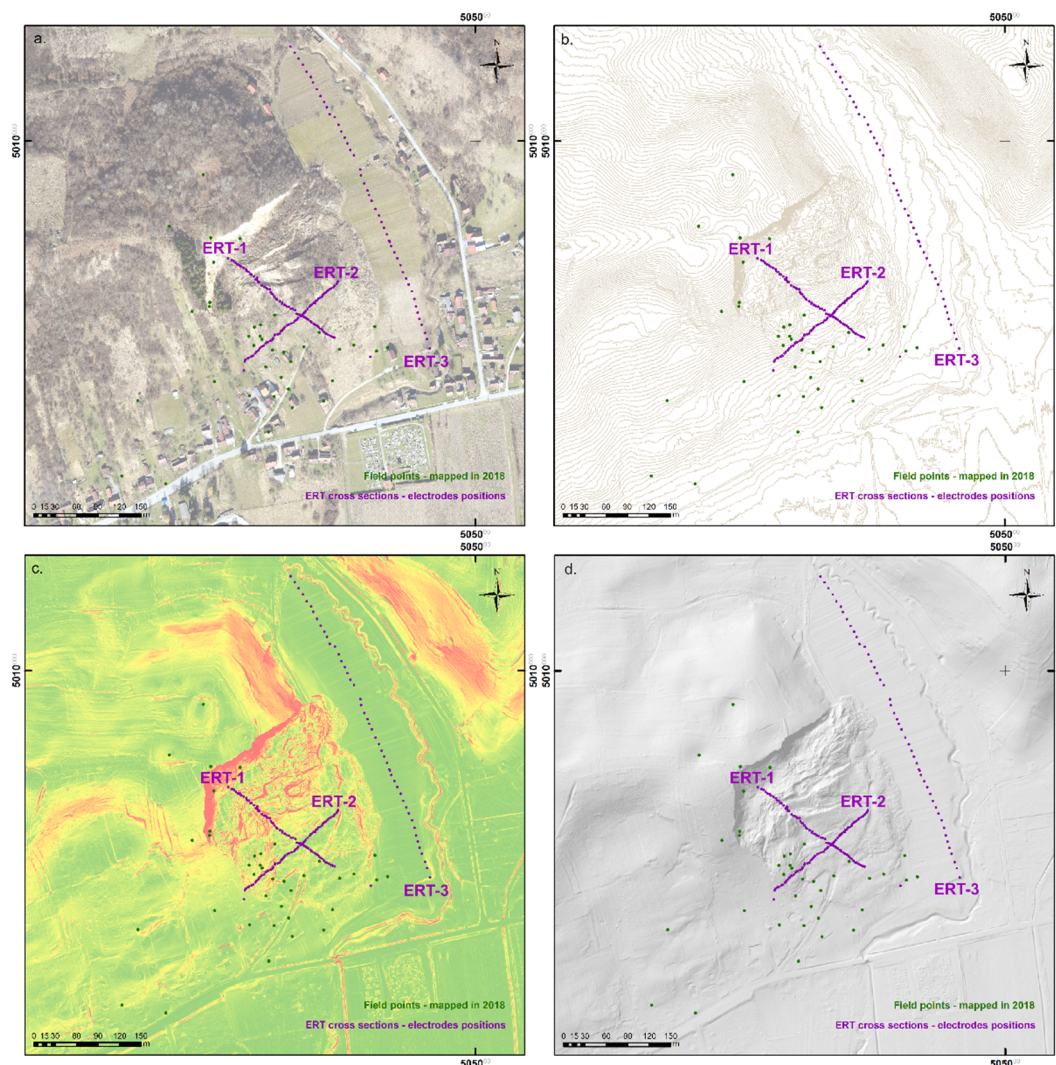 5050
a.
N
5010
ERT-1
ERT-2
ERT-3
Field points - mapped in 2018
ERT cross sections - electrodes positions
0 15 30 60 90 120 150
m
5050
b.
N
5010
ERT-1
ERT-2
ERT-3
Field points - mapped in 2018
ERT cross sections - electrodes positions
0 15 30 60 90 120 150
m
5050
c.
N
5010
ERT-1
ERT-2
ERT-3
Field points - mapped in 2018
ERT cross sections - electrodes positions
0 15 30 60 90 120 150
m
5050
5050
d.
N
5010
ERT-1
ERT-2
ERT-3
Field points - mapped in 2018
ERT cross sections - electrodes positions
0 15 30 60 90 120 150
m
5050